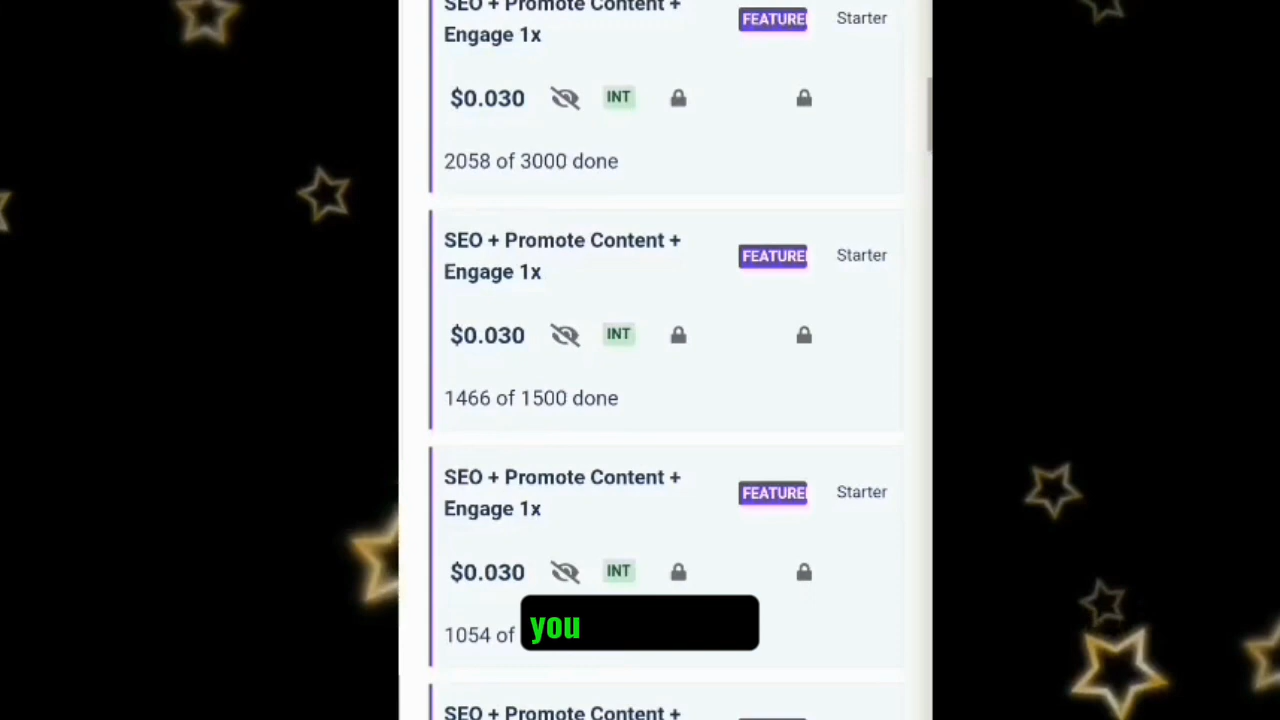 SEO + Promote Content +
Engage 1x
FEATURE
Starter
$0.030
INT
2058 of 3000 done
SEO + Promote Content +
Engage 1x
FEATURE
Starter
$0.030
INT
1466 of 1500 done
SEO + Promote Content +
Engage 1x
FEATURE
Starter
$0.030
INT
1054 of
you
SEO + Promote Content +